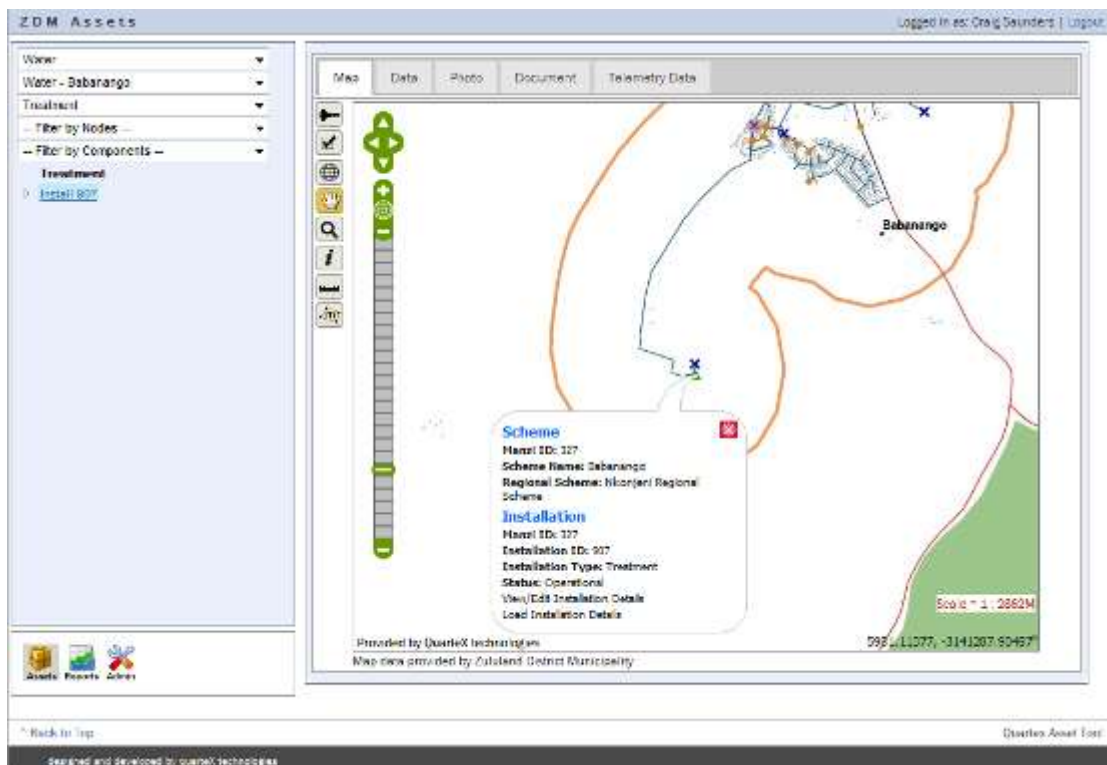 ZDM Assets
Logged in as: Craig Saunders | Logout
Water
Water - Babanango
Treatment
-- Filter by Nodes --
-- Filter by Components --
Treatment
Install 907
Map
Data
Photo
Document
Telemetry Data
Babanango
Scheme
Manzi ID: 327
Scheme Name: Babanango
Regional Scheme: Nkonjeni Regional
Scheme
Installation
Manzi ID: 327
Installation ID: 907
Installation Type: Treatment
Status: Operational
View/Edit Installation Details
Load Installation Details
Scale = 1 : 2862M
Provided by QuarteX technologies
Map data provided by Zululand District Municipality
Assets
Reports
Admin
^ Back to Top
designed and developed by quarteX technologies